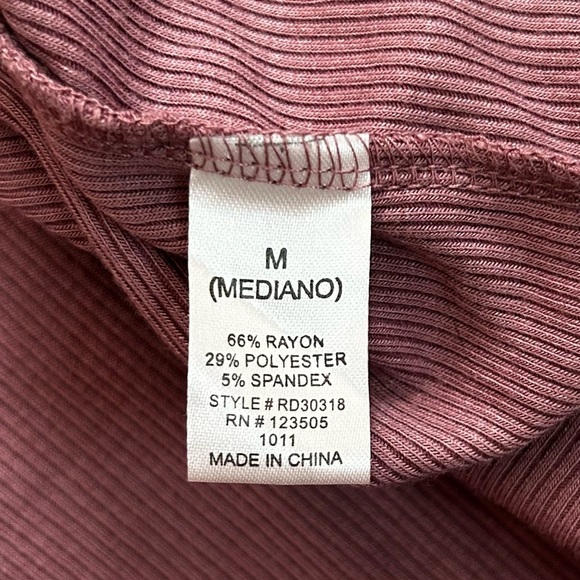 M
(MEDIANO)
66% RAYON
29% POLYESTER
5% SPANDEX
STYLE # RD30318
RN # 123505
1011
MADE IN CHINA